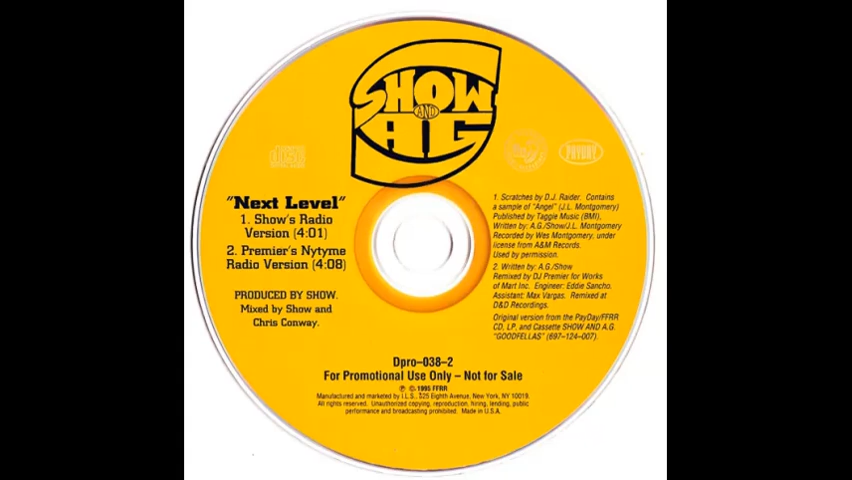 SHOW
AND
A.G.
disc
PAYDAY
"Next Level"
1. Show's Radio
Version (4:01)
2. Premier's Nytyme
Radio Version (4:08)
PRODUCED BY SHOW.
Mixed by Show and
Chris Conway.
1. Scratches by D.J. Raider. Contains
a sample of "Angel" (J.L. Montgomery)
Published by Taggie Music (BMI),
Written by: A.G./Show/J.L. Montgomery
Recorded by Wes Montgomery, under
license from A&M Records.
Used by permission.
2. Written by: A.G./Show
Remixed by DJ Premier for Works
of Mart Inc. Engineer: Eddie Sancho.
Assistant: Max Vargas. Remixed at
D&D Recordings.
Original version from the PayDay/FFRR
CD, LP, and Cassette SHOW AND A.G.
"GOODFELLAS" (697-124-007).
Dpro-038-2
For Promotional Use Only – Not for Sale
℗ © 1995 FFRR
Manufactured and marketed by I.L.S., 825 Eighth Avenue, New York, NY 10019.
All rights reserved. Unauthorized copying, reproduction, hiring, lending, public
performance and broadcasting prohibited. Made in U.S.A.